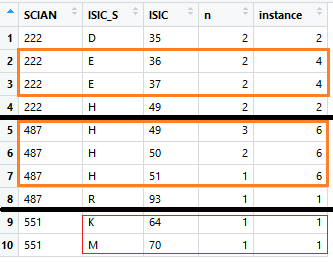 SCIAN ISIC_S ISIC n instance
1 222 D 35 2 2
2 222 E 36 2 4
3 222 E 37 2 4
4 222 H 49 2 2
5 487 H 49 3 6
6 487 H 50 2 6
7 487 H 51 1 6
8 487 R 93 1 1
9 551 K 64 1 1
10 551 M 70 1 1